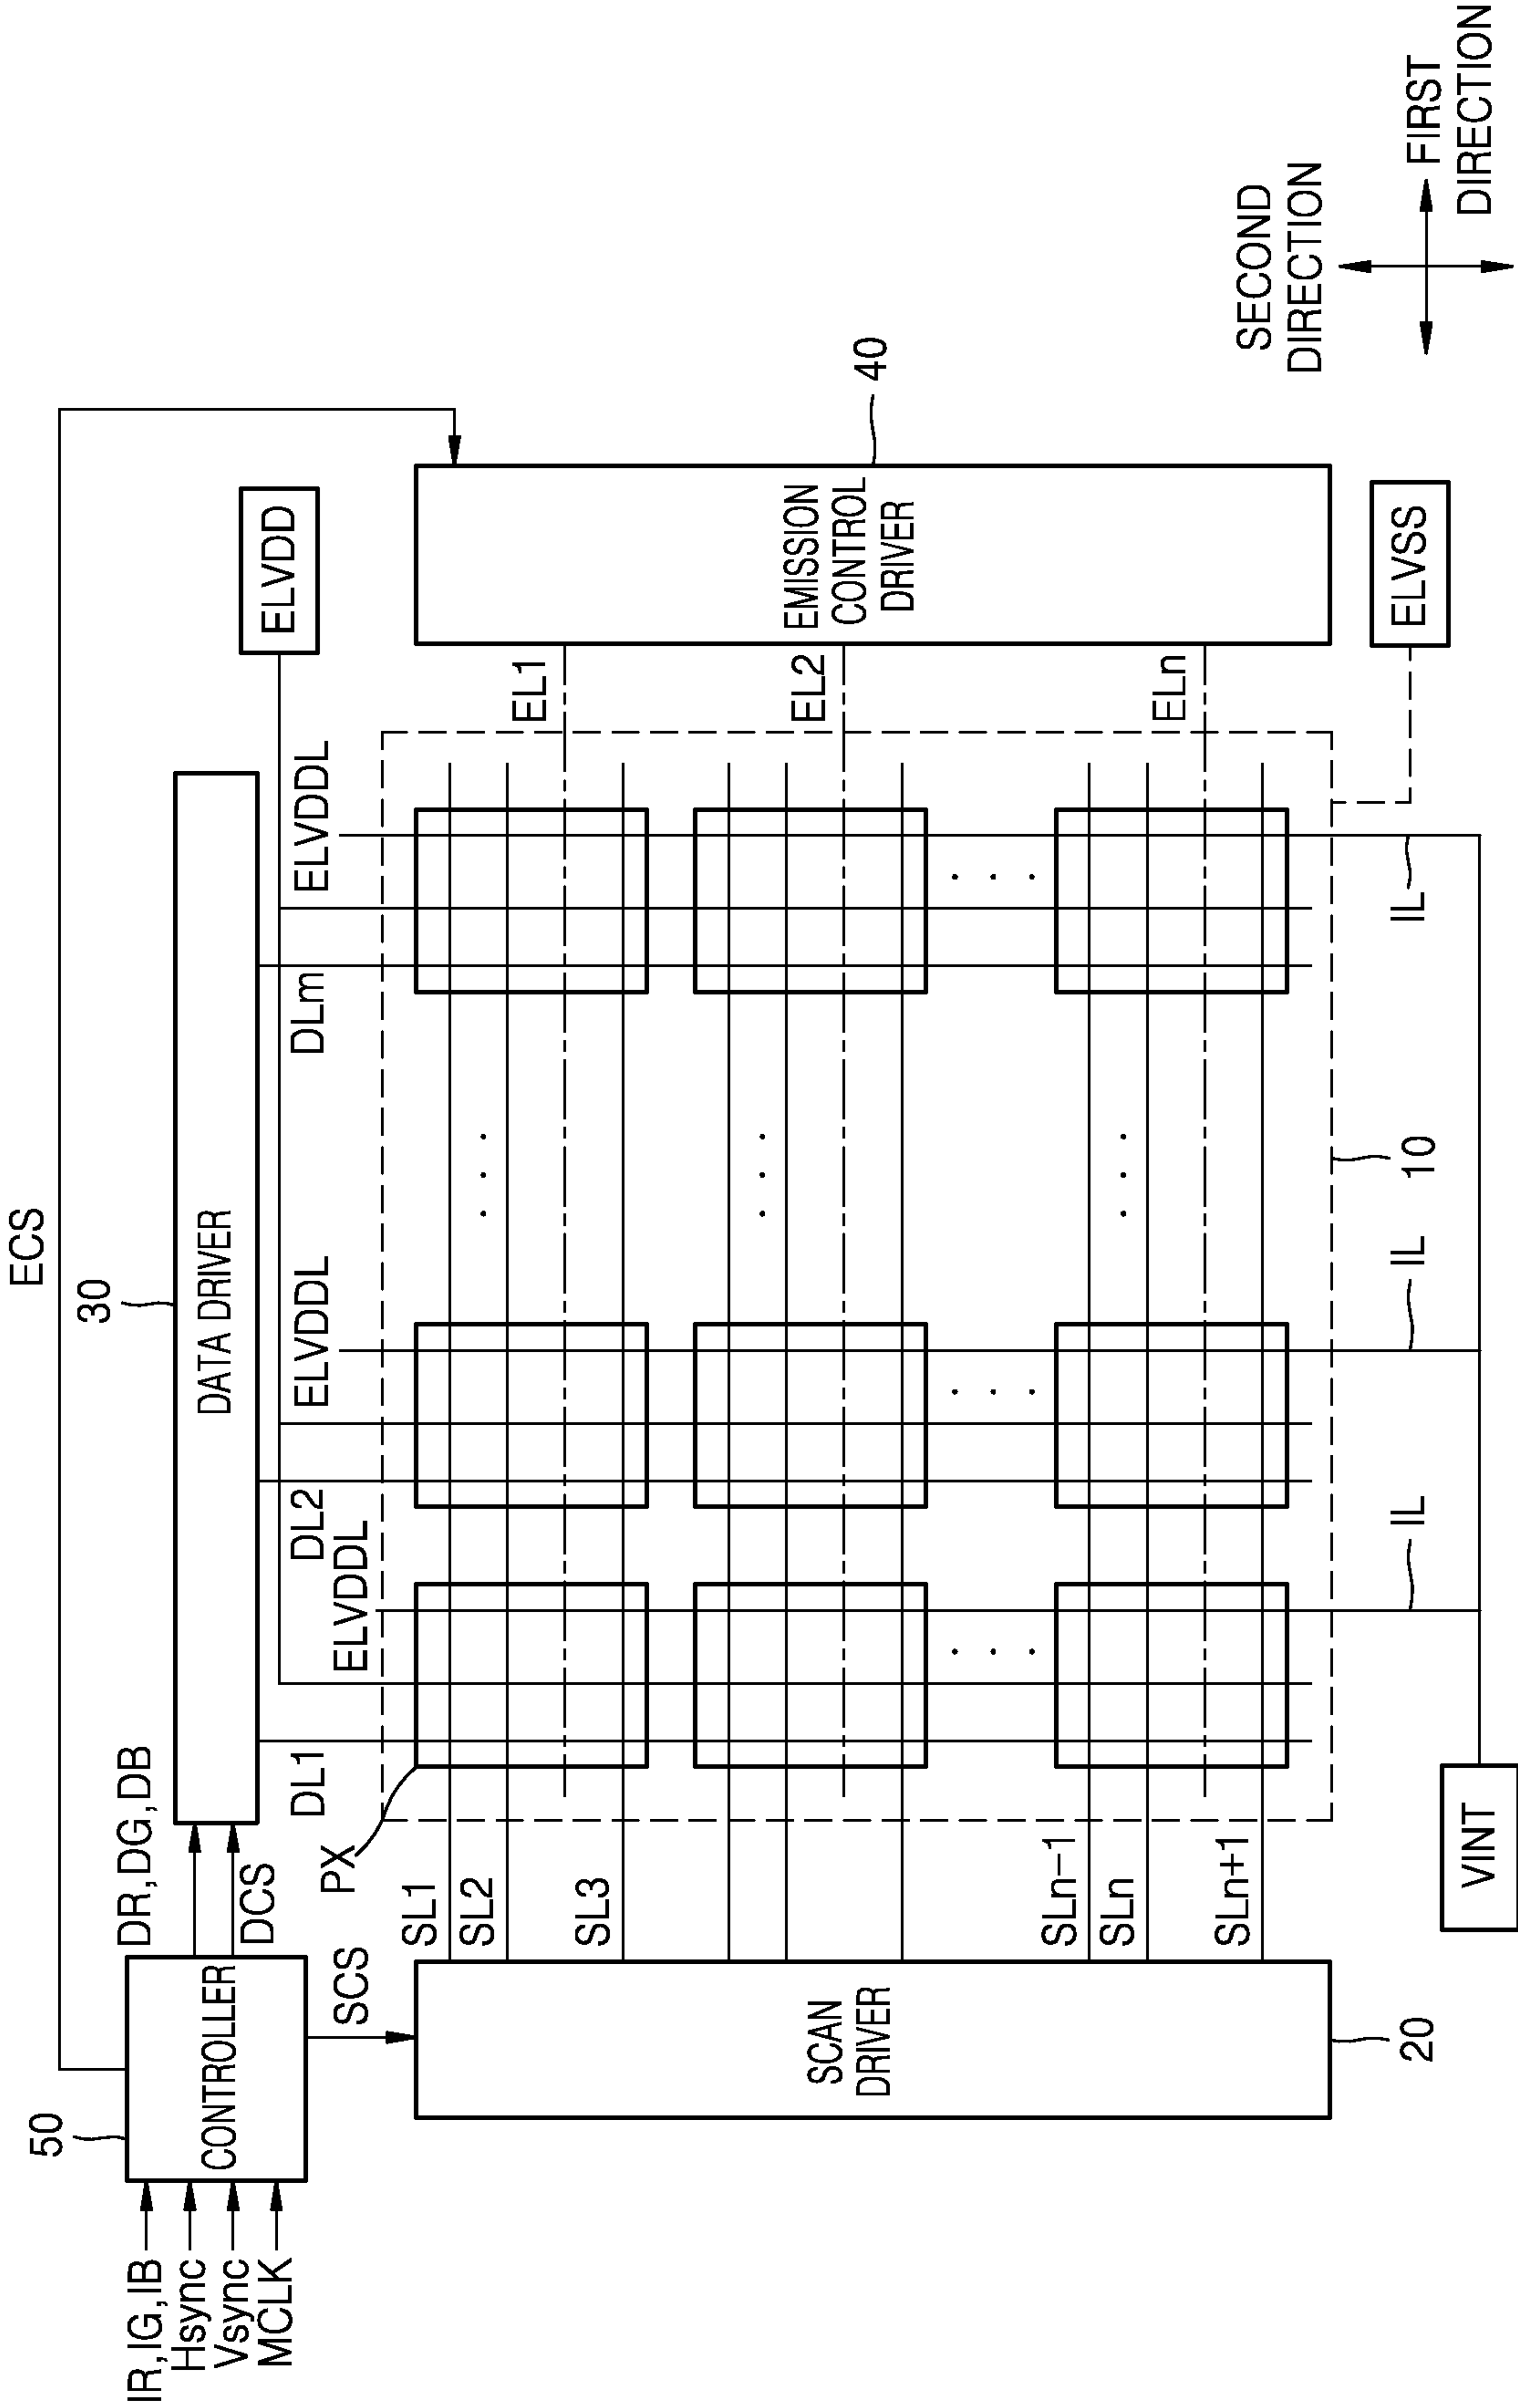 ECS
30
DATA DRIVER
DR,DG,DB
DCS
50
CONTROLLER
IR,IG,IB
Hsync
Vsync
MCLK
SCS
ELVDD
DL1
ELVDDL
DL2
ELVDDL
DLm
ELVDDL
PX
SL1
SL2
SL3
SLn-1
SLn
SLn+1
SCAN
DRIVER
20
EL1
EL2
ELn
EMISSION
CONTROL
DRIVER
40
ELVSS
IL
IL
IL
10
VINT
SECOND
DIRECTION
FIRST
DIRECTION